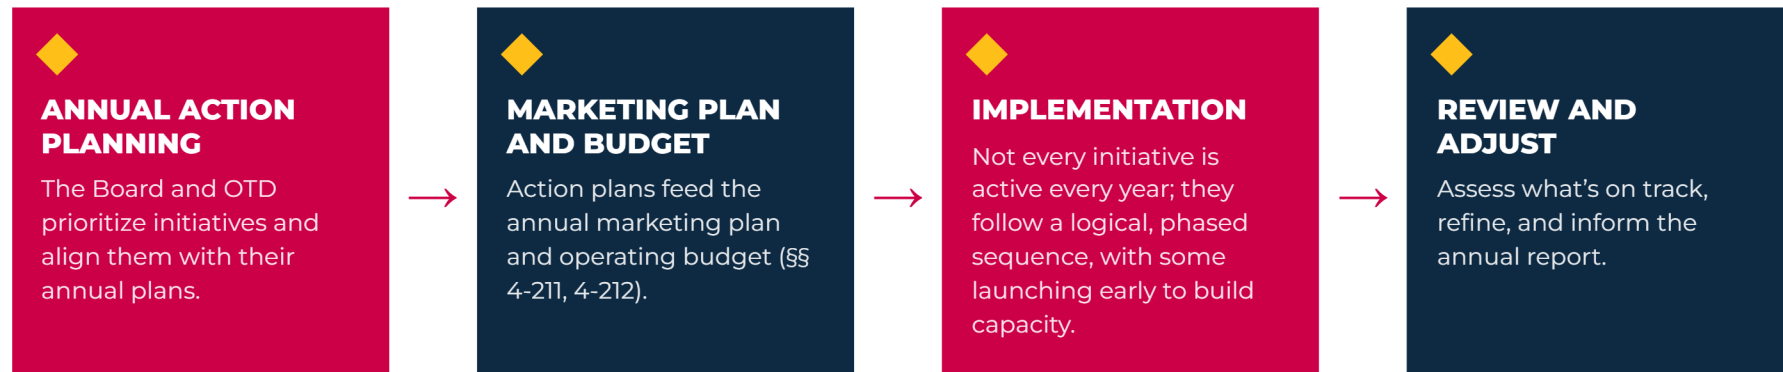 ANNUAL ACTION
PLANNING
The Board and OTD
prioritize initiatives and
align them with their
annual plans.
MARKETING PLAN
AND BUDGET
Action plans feed the
annual marketing plan
and operating budget (§§
4-211, 4-212).
IMPLEMENTATION
Not every initiative is
active every year; they
follow a logical, phased
sequence, with some
launching early to build
capacity.
REVIEW AND
ADJUST
Assess what’s on track,
refine, and inform the
annual report.